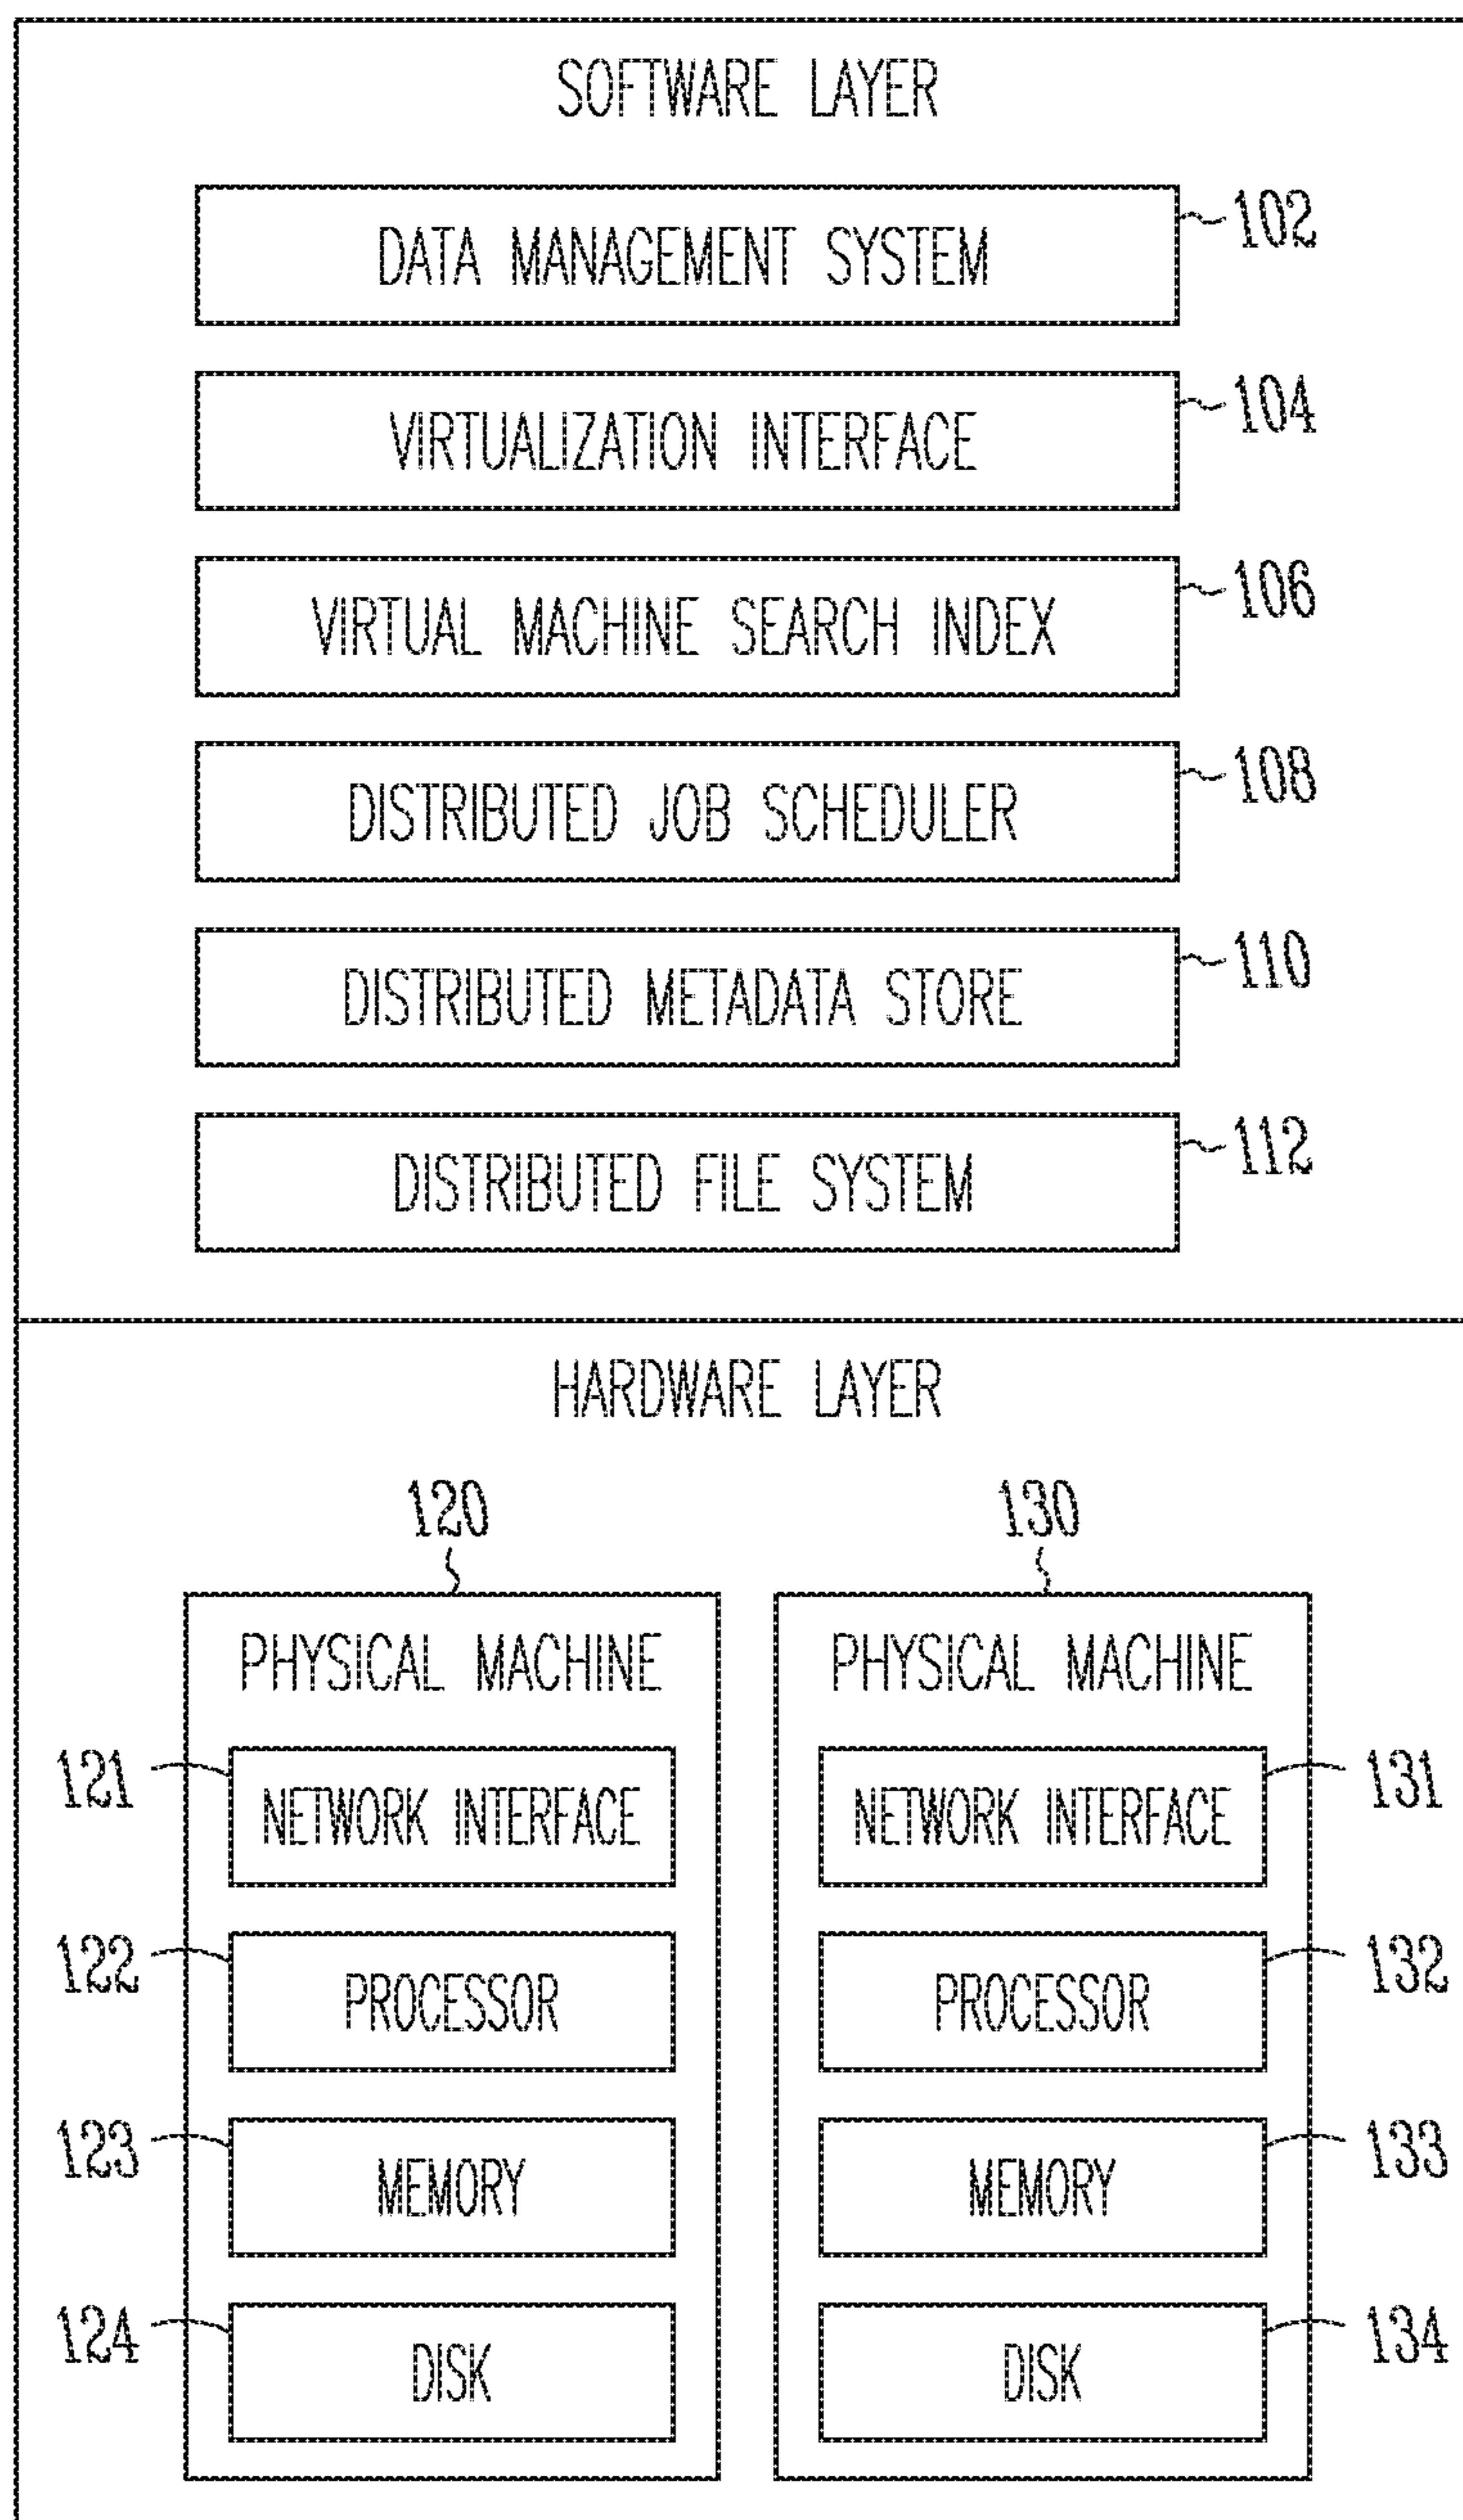 SOFTWARE LAYER
DATA MANAGEMENT SYSTEM
102
VIRTUALIZATION INTERFACE
104
VIRTUAL MACHINE SEARCH INDEX
106
DISTRIBUTED JOB SCHEDULER
108
DISTRIBUTED METADATA STORE
110
DISTRIBUTED FILE SYSTEM
112
HARDWARE LAYER
120
PHYSICAL MACHINE
121
NETWORK INTERFACE
122
PROCESSOR
123
MEMORY
124
DISK
130
PHYSICAL MACHINE
NETWORK INTERFACE
131
PROCESSOR
132
MEMORY
133
DISK
134